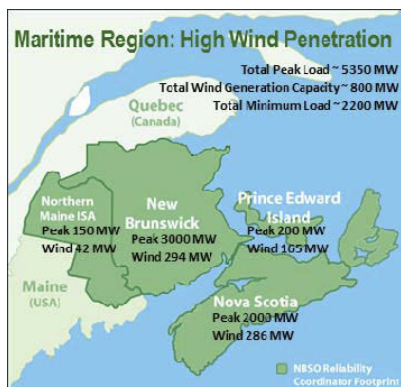 Maritime Region: High Wind Penetration
Total Peak Load ~ 5350 MW
Total Wind Generation Capacity ~ 800 MW
Total Minimum Load ~ 2200 MW
Quebec
(Canada)
Northern
Maine ISA
Peak 150 MW
Wind 42 MW
New
Brunswick
Peak 3000 MW
Wind 294 MW
Prince Edward
Island
Peak 200 MW
Wind 165 MW
Maine
(USA)
Nova Scotia
Peak 2000 MW
Wind 286 MW
NBSO Reliability
Coordinator Footprint